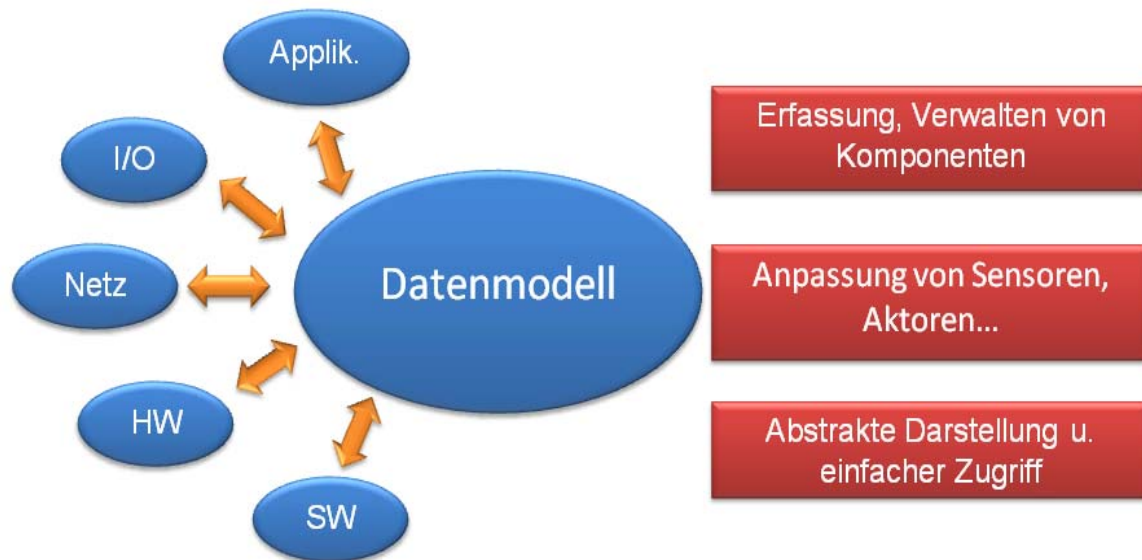 Applik.
I/O
Netz
HW
SW
Datenmodell
Erfassung, Verwalten von
Komponenten
Anpassung von Sensoren,
Aktoren...
Abstrakte Darstellung u.
einfacher Zugriff